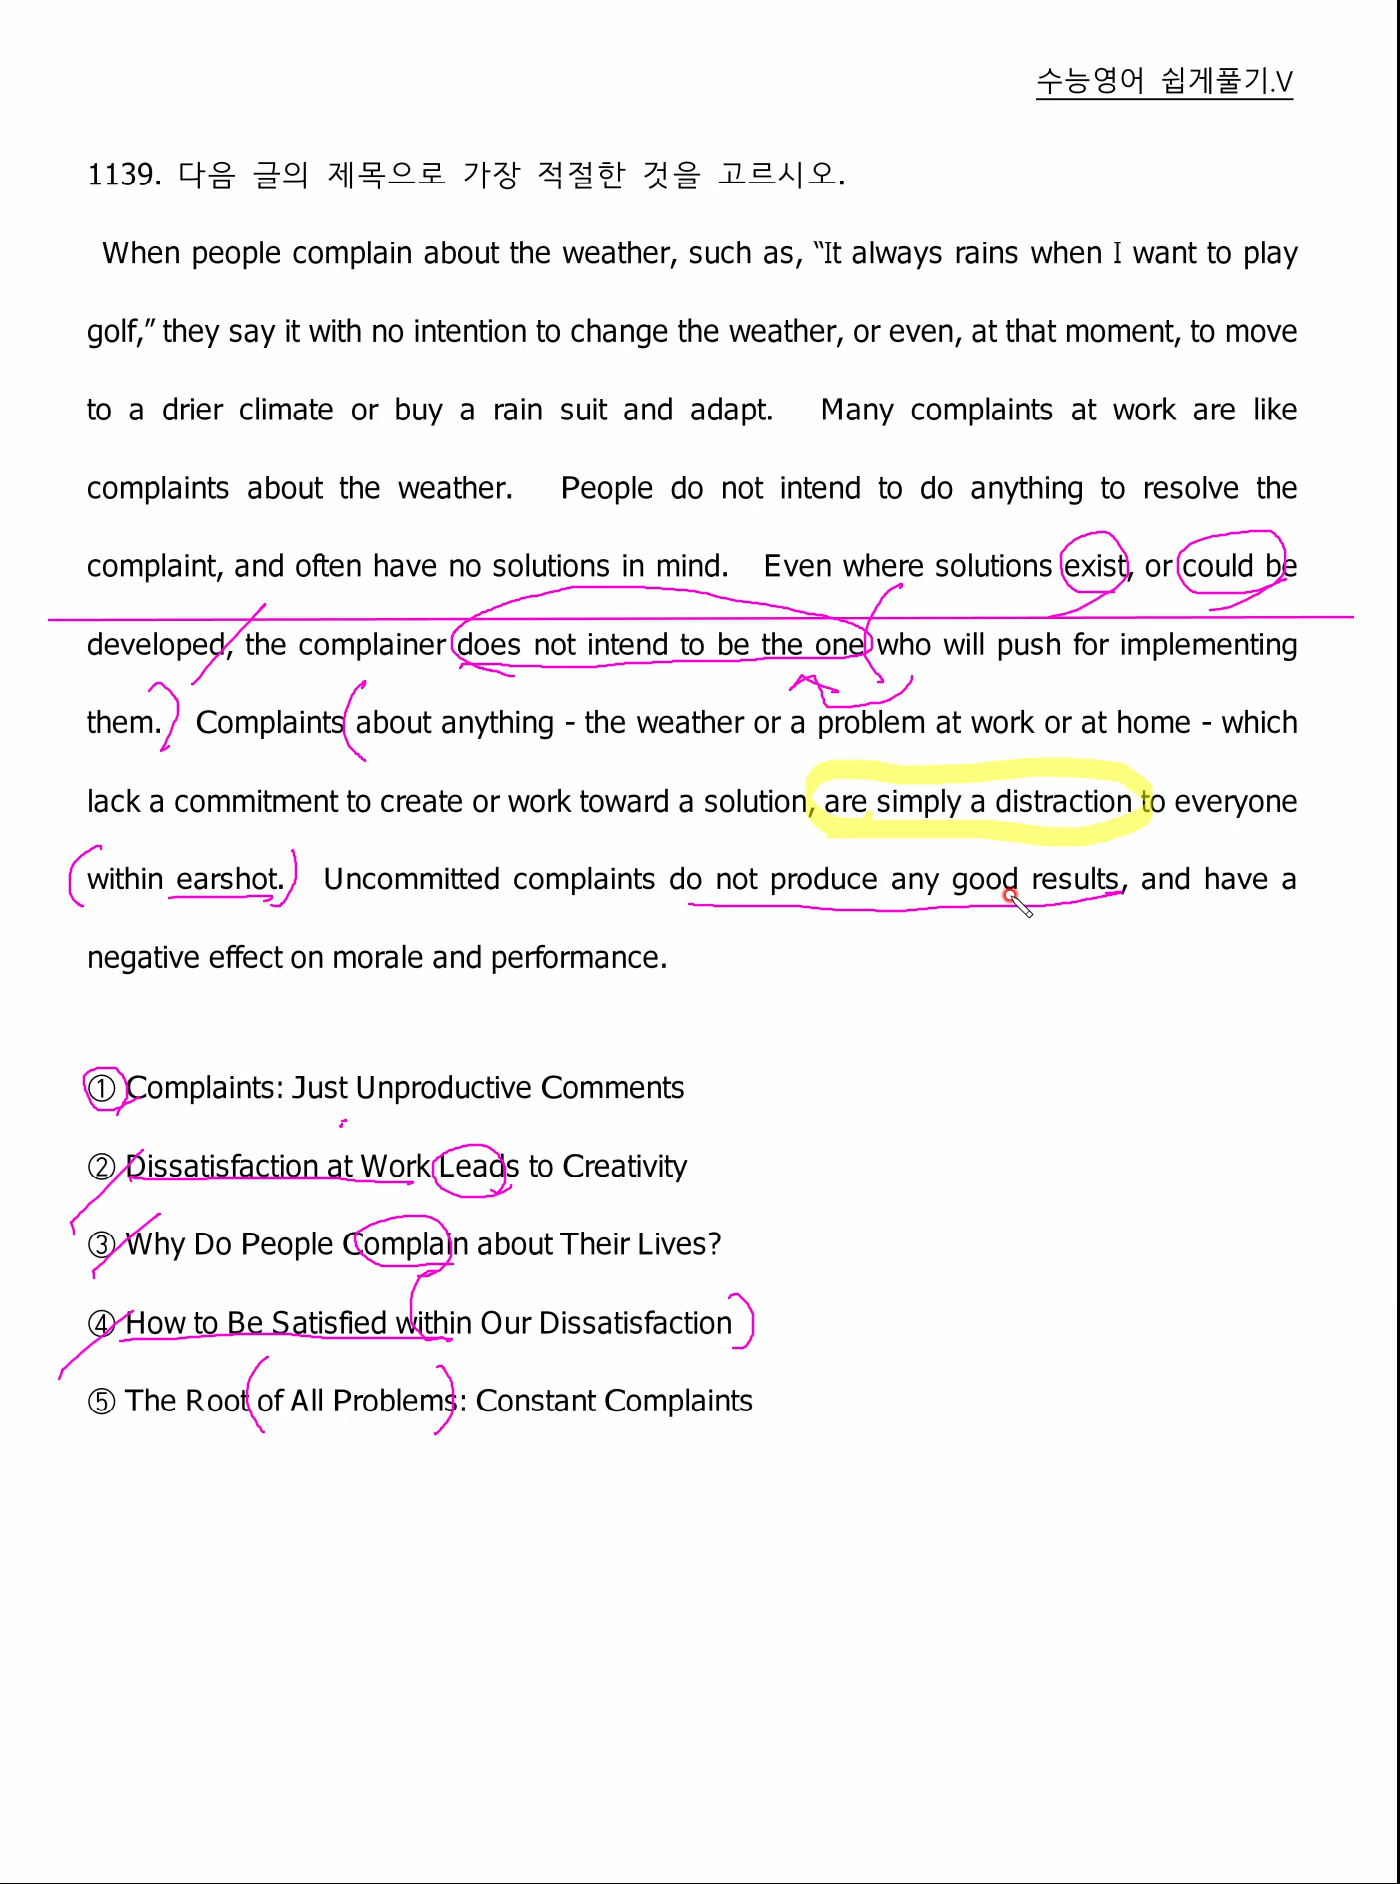 수능영어 쉽게풀기.V
1139. 다음 글의 제목으로 가장 적절한 것을 고르시오.
When people complain about the weather, such as, “It always rains when I want to play
golf,” they say it with no intention to change the weather, or even, at that moment, to move
to a drier climate or buy a rain suit and adapt. Many complaints at work are like
complaints about the weather. People do not intend to do anything to resolve the
complaint, and often have no solutions in mind. Even where solutions exist, or could be
developed, the complainer does not intend to be the one who will push for implementing
them. Complaints about anything - the weather or a problem at work or at home - which
lack a commitment to create or work toward a solution, are simply a distraction to everyone
within earshot. Uncommitted complaints do not produce any good results, and have a
negative effect on morale and performance.
① Complaints: Just Unproductive Comments
② Dissatisfaction at Work Leads to Creativity
③ Why Do People Complain about Their Lives?
④ How to Be Satisfied within Our Dissatisfaction
⑤ The Root of All Problems: Constant Complaints